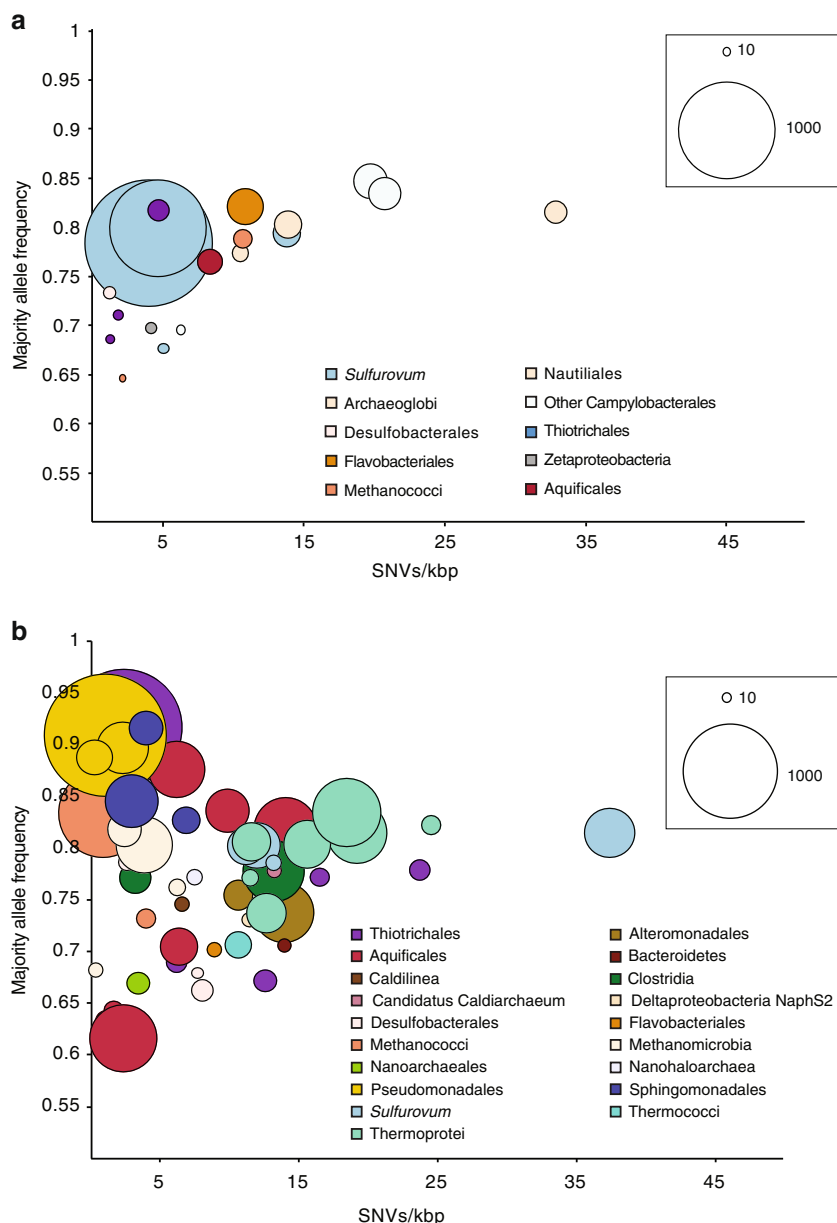 a
1
0.95
0.9
0.85
0.8
0.75
0.7
0.65
0.6
0.55
Majority allele frequency
5
15
25
35
45
SNVs/kbp
10
1000
Sulfurovum
Archaeoglobi
Desulfobacterales
Flavobacteriales
Methanococci
Nautiliales
Other Campylobacterales
Thiotrichales
Zetaproteobacteria
Aquificales
b
1
0.95
0.9
0.85
0.8
0.75
0.7
0.65
0.6
0.55
Majority allele frequency
5
15
25
35
45
SNVs/kbp
10
1000
Thiotrichales
Aquificales
Caldilinea
Candidatus Caldiarchaeum
Desulfobacterales
Methanococci
Nanoarchaeales
Pseudomonadales
Sulfurovum
Thermoprotei
Alteromonadales
Bacteroidetes
Clostridia
Deltaproteobacteria NaphS2
Flavobacteriales
Methanomicrobia
Nanohaloarchaea
Sphingomonadales
Thermococci